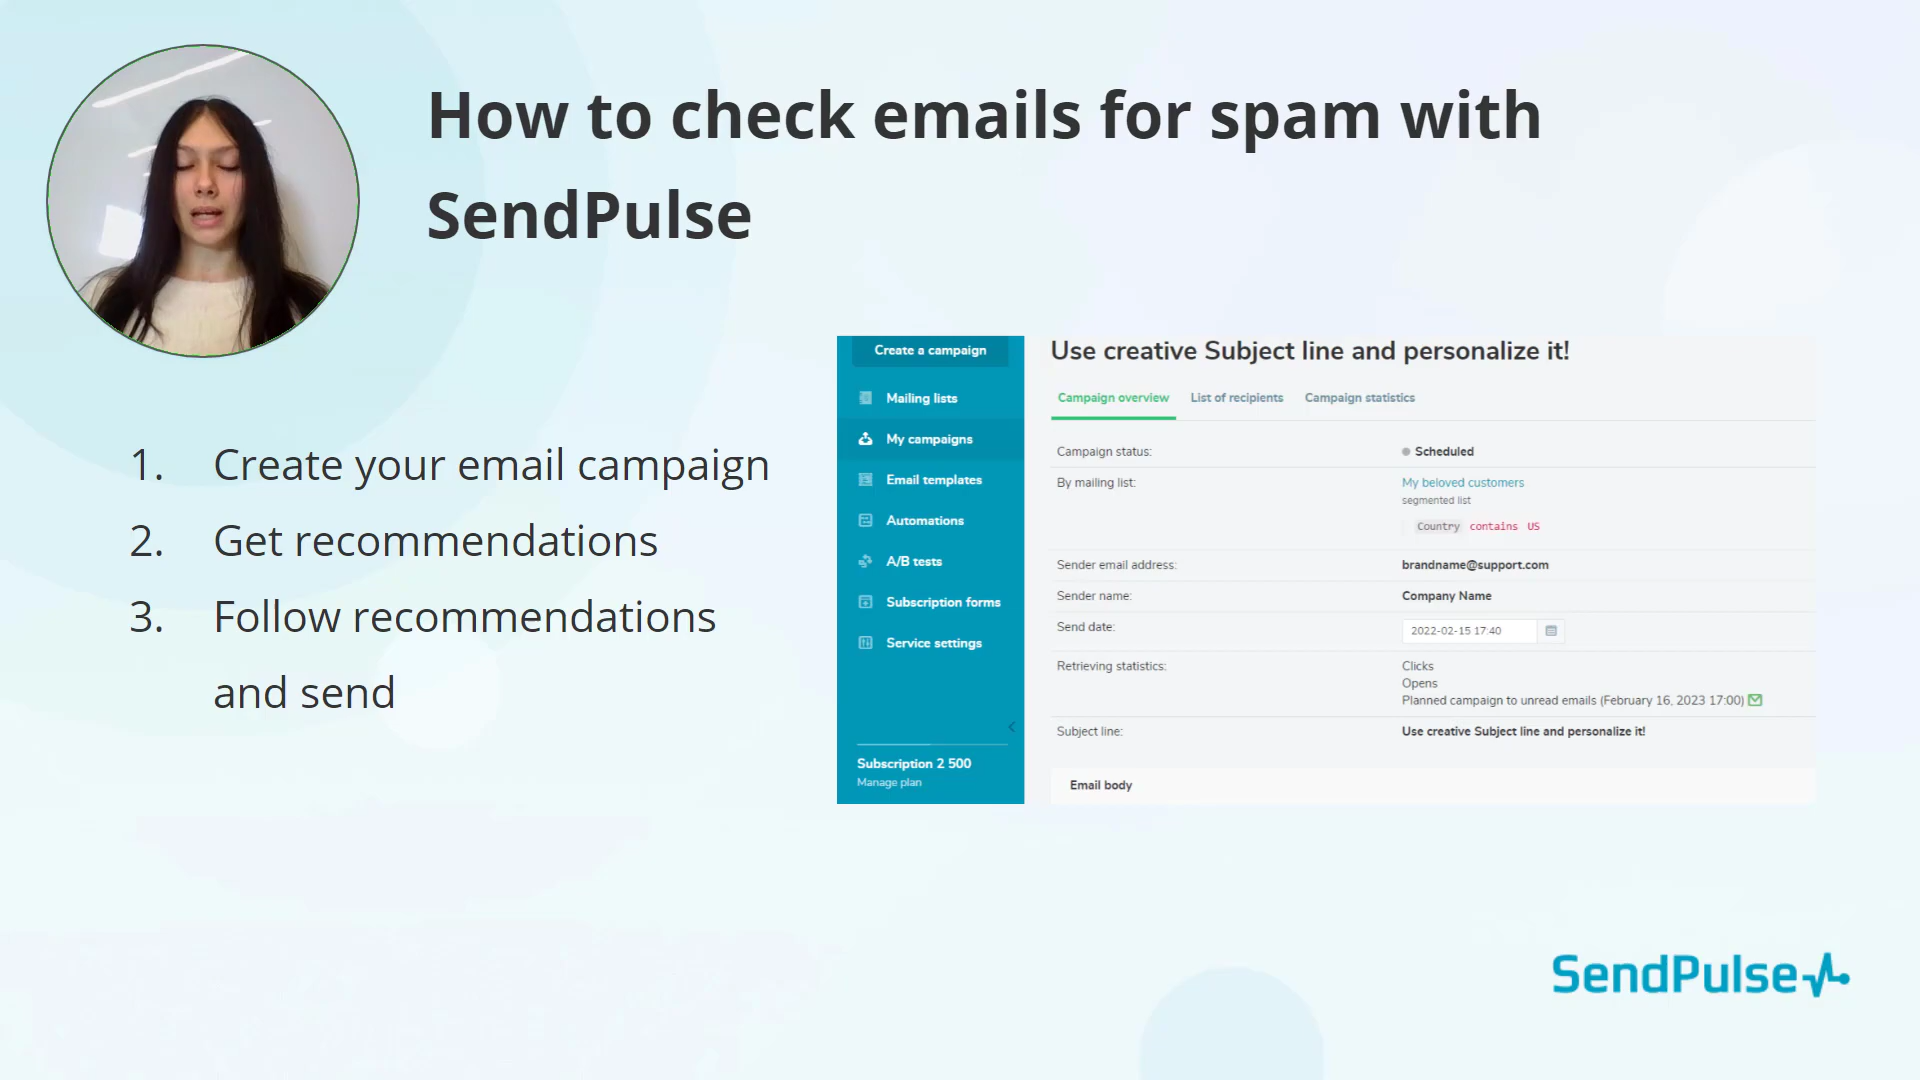 How to check emails for spam with
SendPulse
1. Create your email campaign
2. Get recommendations
3. Follow recommendations
and send
Create a campaign
Mailing lists
My campaigns
Email templates
Automations
A/B tests
Subscription forms
Service settings
Subscription 2 500
Manage plan
Use creative Subject line and personalize it!
Campaign overview List of recipients Campaign statistics
Campaign status: Scheduled
By mailing list: My beloved customers
segmented list
Country contains US
Sender email address: brandname@support.com
Sender name: Company Name
Send date: 2022-02-15 17:40
Retrieving statistics: Clicks
Opens
Planned campaign to unread emails (February 16, 2023 17:00)
Subject line: Use creative Subject line and personalize it!
Email body
SendPulse